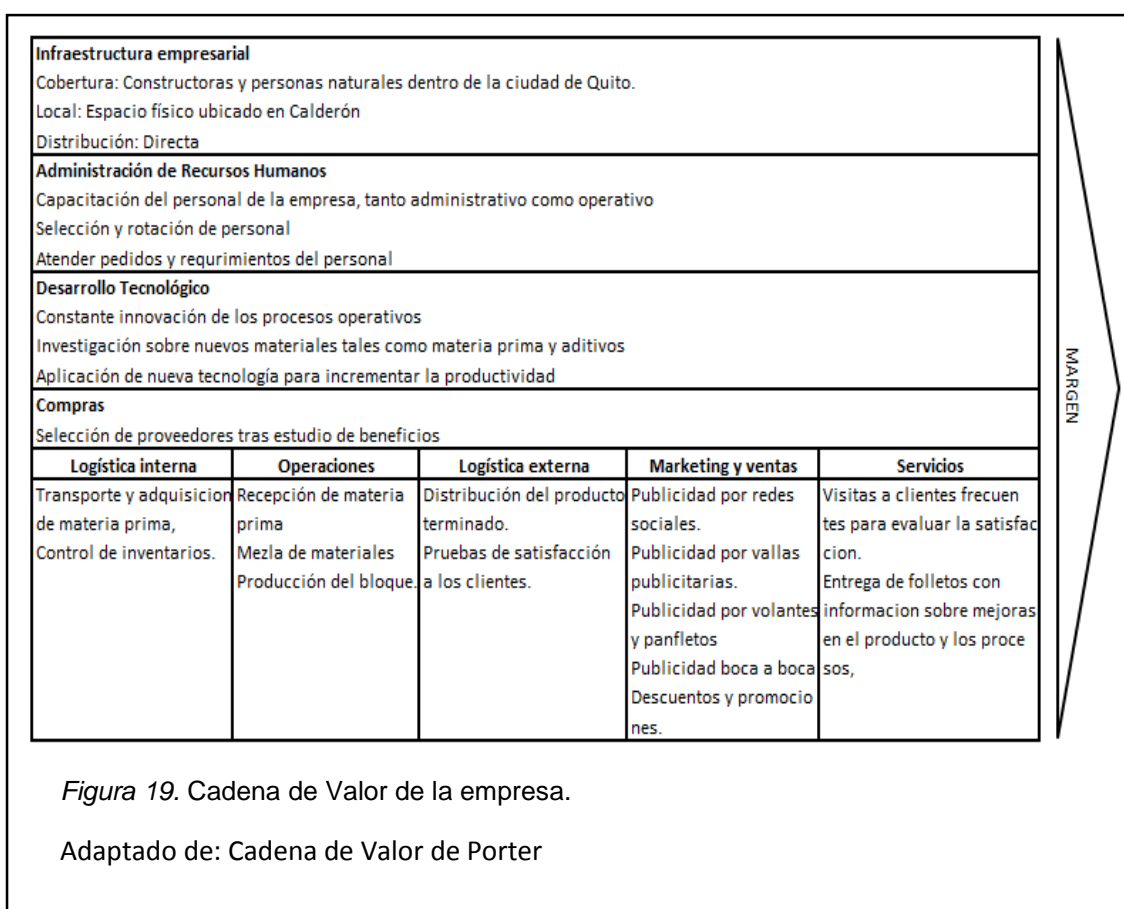 Infraestructura empresarial
Cobertura: Constructoras y personas naturales dentro de la ciudad de Quito.
Local: Espacio físico ubicado en Calderón
Distribución: Directa
Administración de Recursos Humanos
Capacitación del personal de la empresa, tanto administrativo como operativo
Selección y rotación de personal
Atender pedidos y requrimientos del personal
Desarrollo Tecnológico
Constante innovación de los procesos operativos
Investigación sobre nuevos materiales tales como materia prima y aditivos
Aplicación de nueva tecnología para incrementar la productividad
Compras
Selección de proveedores tras estudio de beneficios
Logística interna
Transporte y adquisicion
de materia prima,
Control de inventarios.
Operaciones
Recepción de materia
prima
Mezla de materiales
Producción del bloque.
Logística externa
Distribución del producto
terminado.
Pruebas de satisfacción
a los clientes.
Marketing y ventas
Publicidad por redes
sociales.
Publicidad por vallas
publicitarias.
Publicidad por volantes
y panfletos
Publicidad boca a boca
Descuentos y promocio
nes.
Servicios
Visitas a clientes frecuen
tes para evaluar la satisfac
cion.
Entrega de folletos con
informacion sobre mejoras
en el producto y los proce
sos,
MARGEN
Figura 19. Cadena de Valor de la empresa.
Adaptado de: Cadena de Valor de Porter